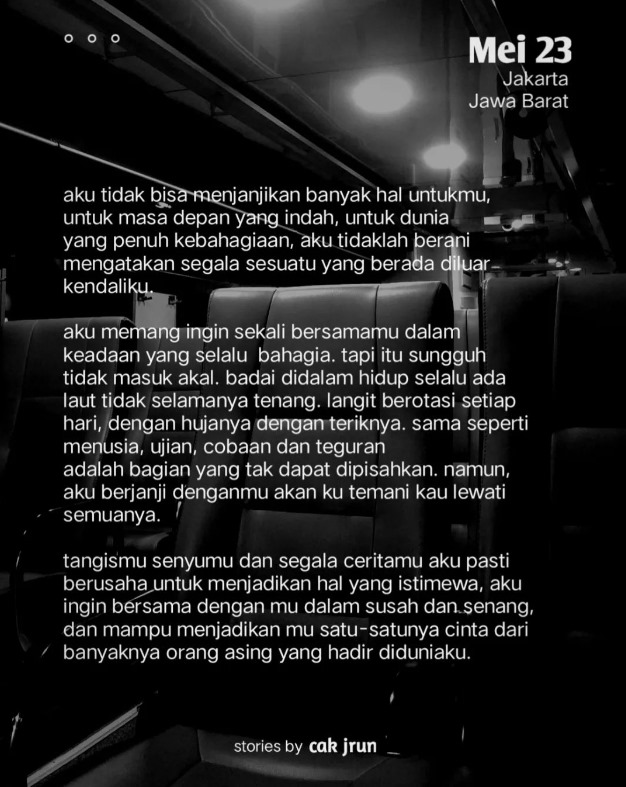 Mei 23
Jakarta
Jawa Barat
aku tidak bisa menjanjikan banyak hal untukmu,
untuk masa depan yang indah, untuk dunia
yang penuh kebahagiaan, aku tidaklah berani
mengatakan segala sesuatu yang berada diluar
kendaliku.
aku memang ingin sekali bersamamu dalam
keadaan yang selalu bahagia. tapi itu sungguh
tidak masuk akal. badai didalam hidup selalu ada
laut tidak selamanya tenang. langit berotasi setiap
hari, dengan hujanya dengan teriknya. sama seperti
menusia, ujian, cobaan dan teguran
adalah bagian yang tak dapat dipisahkan. namun,
aku berjanji denganmu akan ku temani kau lewati
semuanya.
tangismu senyumu dan segala ceritamu aku pasti
berusaha untuk menjadikan hal yang istimewa, aku
ingin bersama dengan mu dalam susah dan senang,
dan mampu menjadikan mu satu-satunya cinta dari
banyaknya orang asing yang hadir diduniaku.
stories by cak jrun